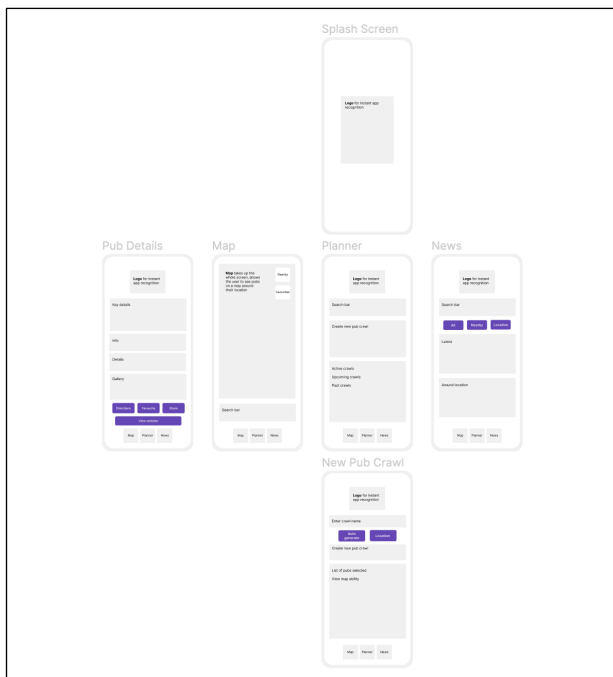 Splash Screen
Logo for instant app
recognition
Pub Details
Logo for instant
app recognition
Key details
Info
Details
Gallery
Directions
Favourite
Share
View website
Map
Planner
News
Map
Map takes up the
whole screen, allows
the user to see pubs
on a map around
their location
Nearby
Favourites
Search bar
Map
Planner
News
Planner
Logo for instant
app recognition
Search bar
Create new pub crawl
Active crawls
Upcoming crawls
Past crawls
Map
Planner
News
News
Logo for instant
app recognition
Search bar
All
Nearby
Location
Latest
Around location
Map
Planner
News
New Pub Crawl
Logo for instant
app recognition
Enter crawl name
Auto
generate
Location
Create new pub crawl
List of pubs selected
View map ability
Map
Planner
News